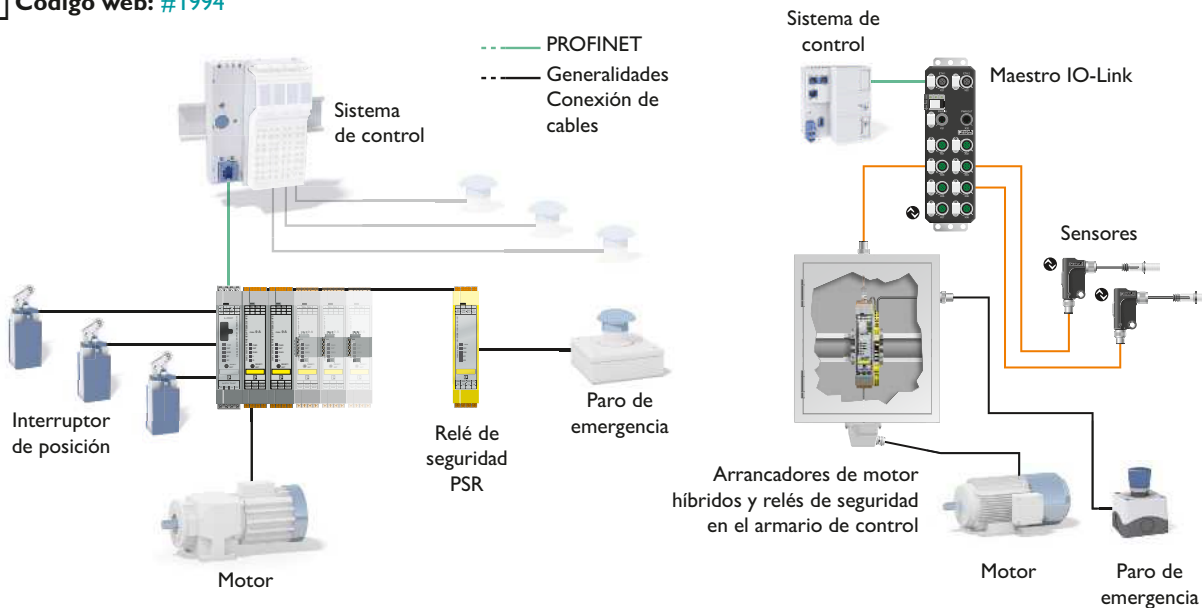 Código web: #1994
PROFINET
Generalidades
Conexión de
cables
Sistema
de control
Interruptor
de posición
Motor
Relé de
seguridad
PSR
Paro de
emergencia
Sistema de
control
Maestro IO-Link
Sensores
Arrancadores de motor
híbridos y relés de seguridad
en el armario de control
Motor
Paro de
emergencia